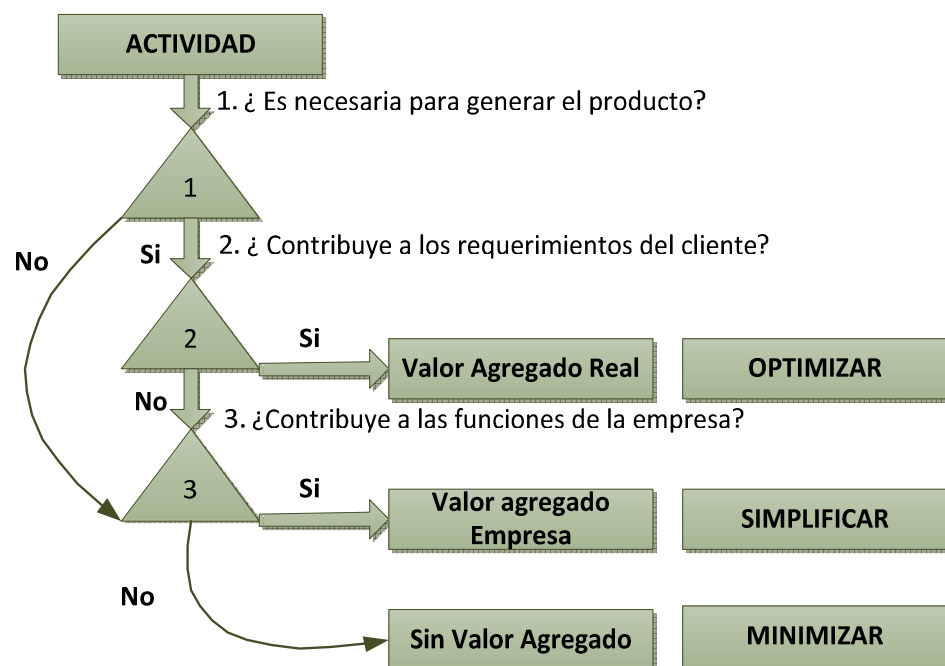 ACTIVIDAD
1. ¿ Es necesaria para generar el producto?
1
No
Si
2. ¿ Contribuye a los requerimientos del cliente?
2
Si
Valor Agregado Real
OPTIMIZAR
No
3. ¿Contribuye a las funciones de la empresa?
3
Si
Valor agregado
Empresa
SIMPLIFICAR
No
Sin Valor Agregado
MINIMIZAR